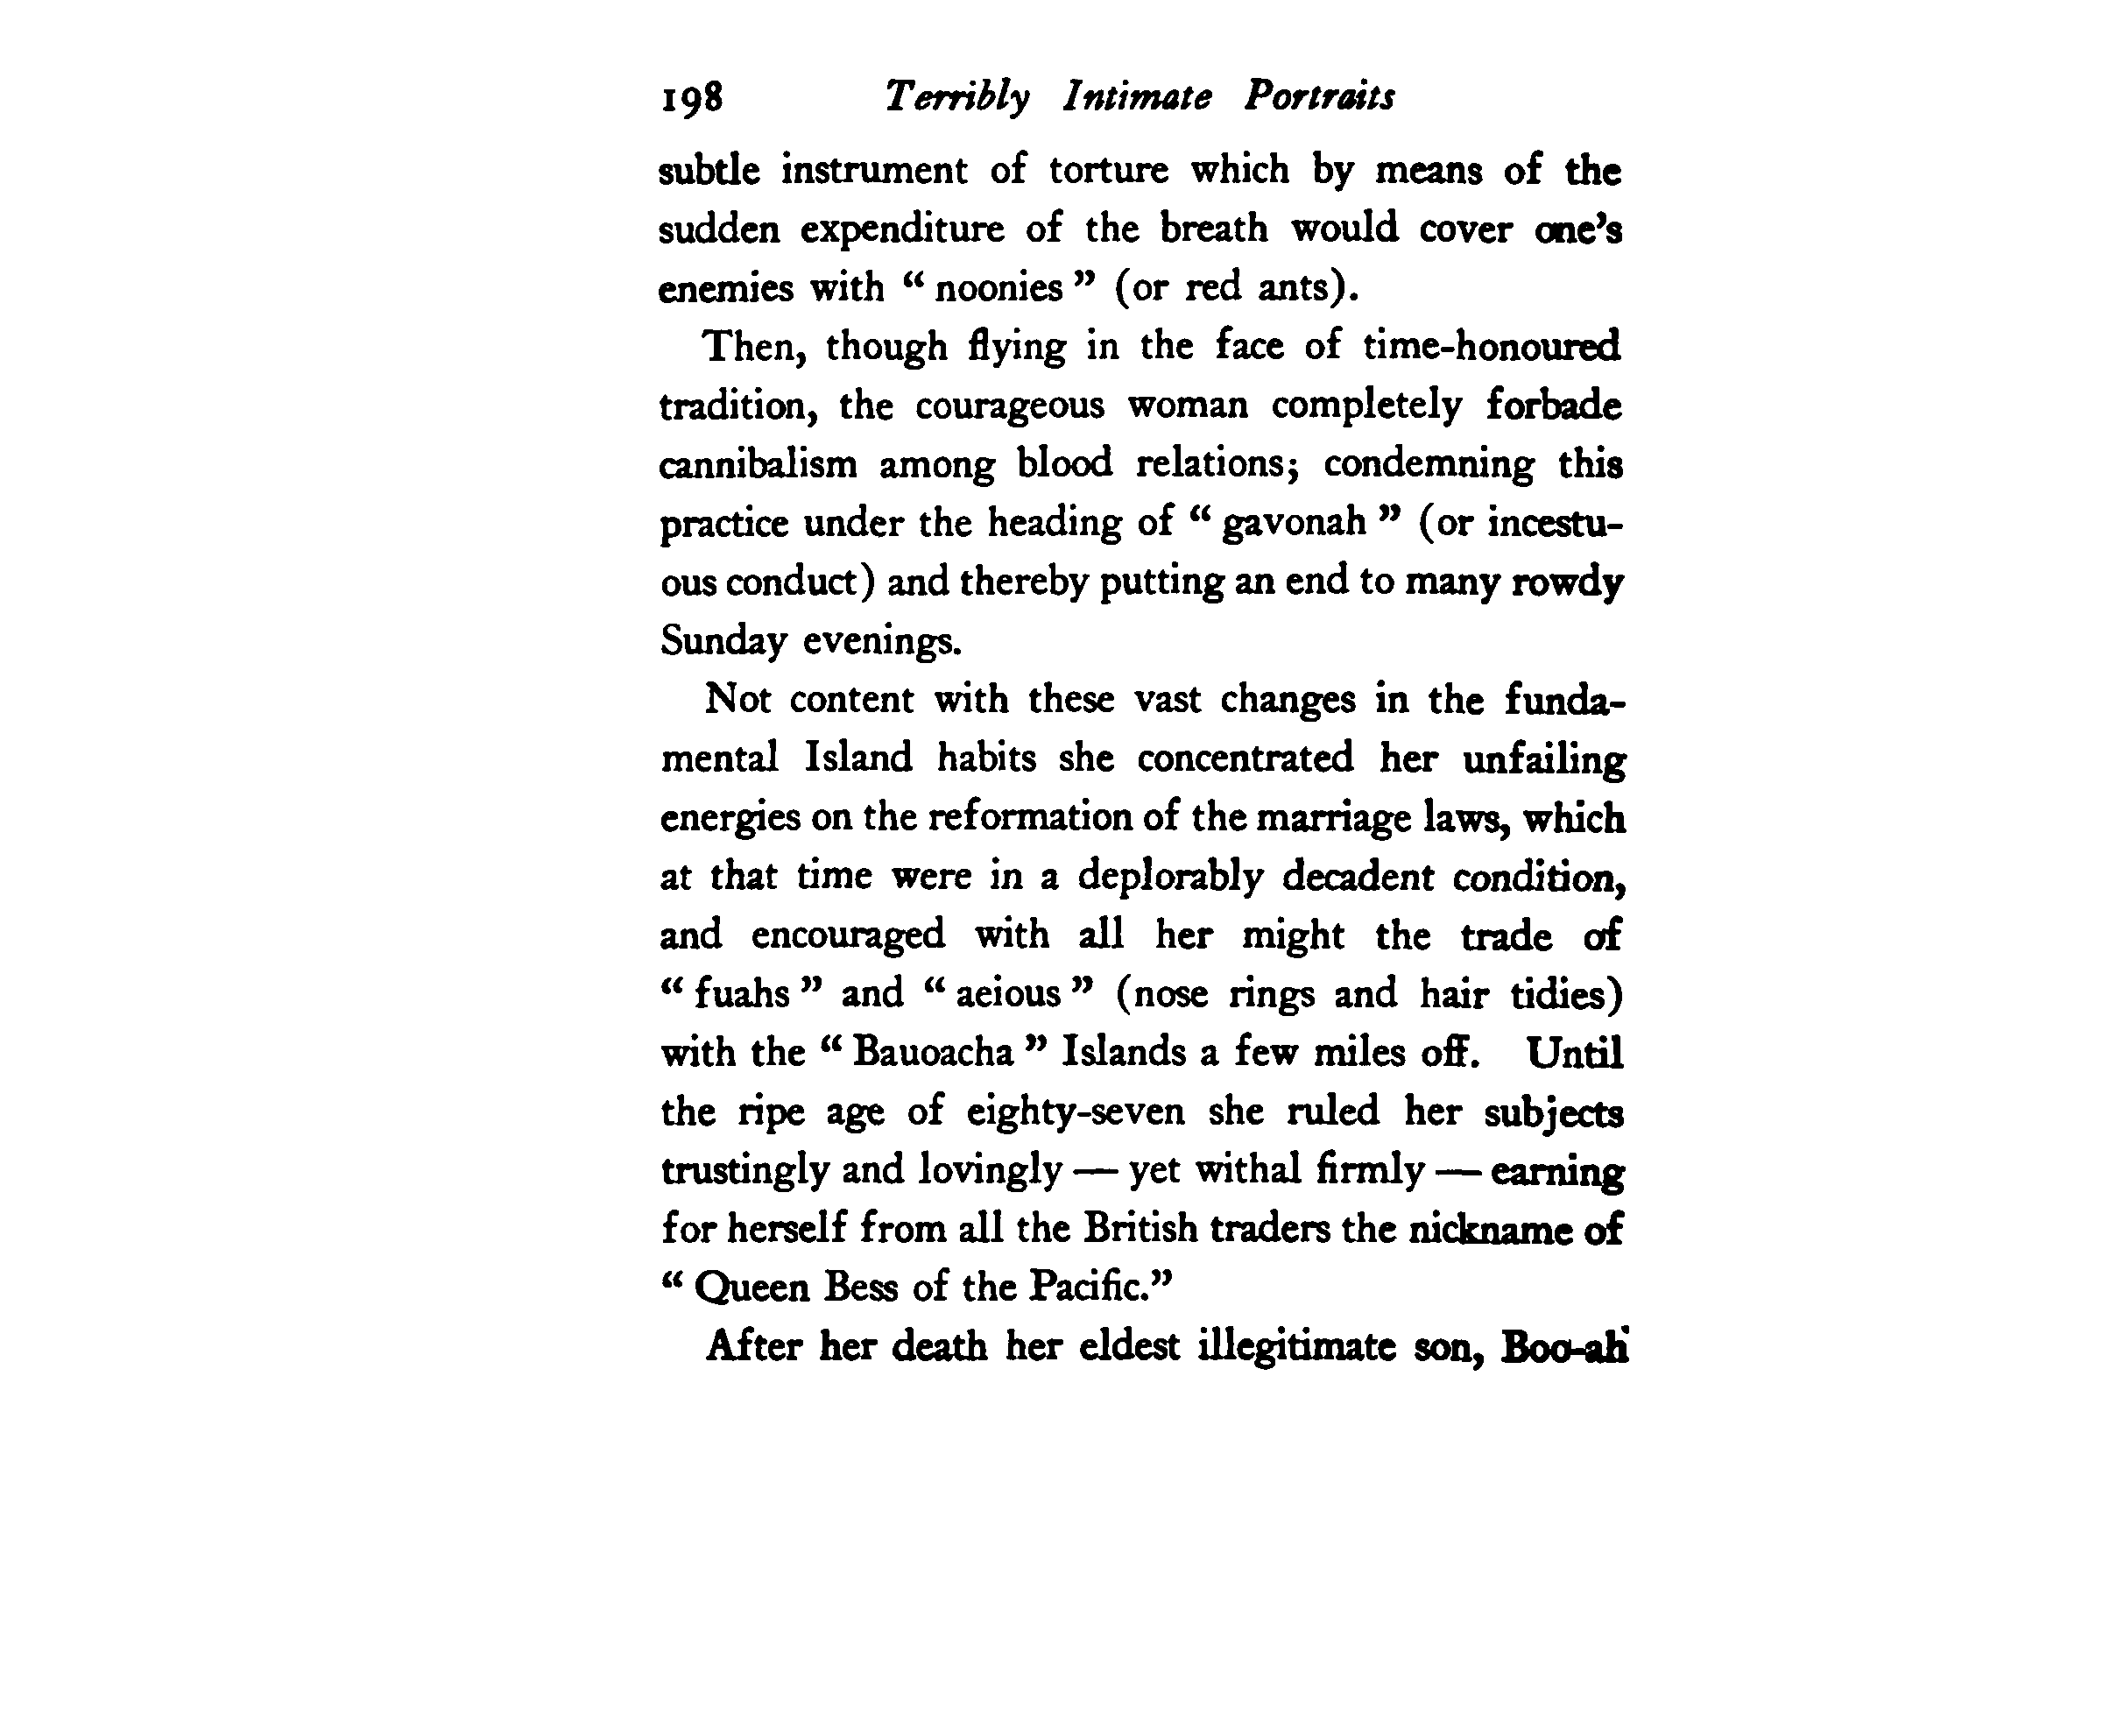 198 Terribly Intimate Portraits
subtle instrument of torture which by means of the
sudden expenditure of the breath would cover one's
enemies with " noonies " (or red ants).
Then, though flying in the face of time-honoured
tradition, the courageous woman completely forbade
cannibalism among blood relations; condemning this
practice under the heading of " gavonah " (or incestu-
ous conduct) and thereby putting an end to many rowdy
Sunday evenings.
Not content with these vast changes in the funda-
mental Island habits she concentrated her unfailing
energies on the reformation of the marriage laws, which
at that time were in a deplorably decadent condition,
and encouraged with all her might the trade of
" fuahs " and " aeious " (nose rings and hair tidies)
with the " Bauoacha " Islands a few miles off. Until
the ripe age of eighty-seven she ruled her subjects
trustingly and lovingly — yet withal firmly — earning
for herself from all the British traders the nickname of
" Queen Bess of the Pacific."
After her death her eldest illegitimate son, Boo-ah